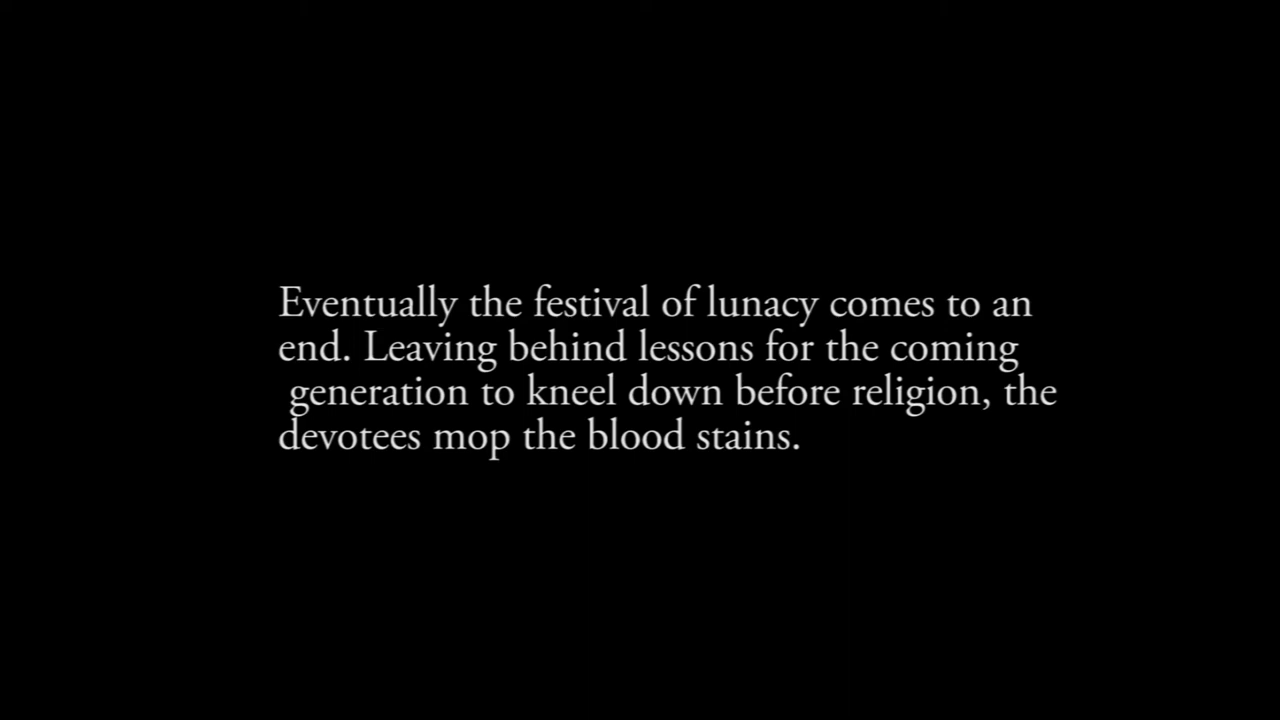 Eventually the festival of lunacy comes to an
end. Leaving behind lessons for the coming
generation to kneel down before religion, the
devotees mop the blood stains.